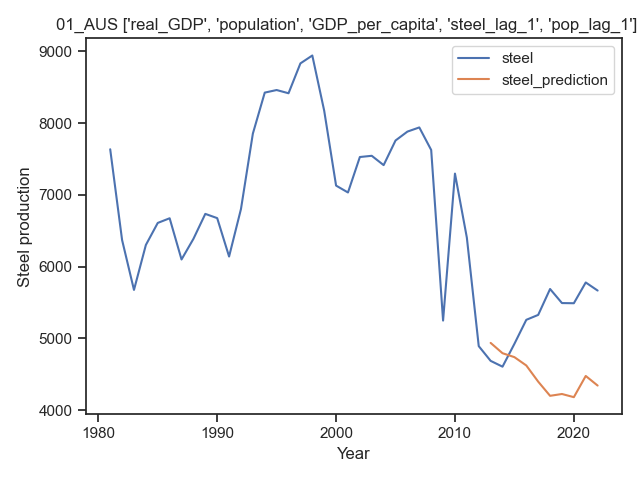 01_AUS ['real_GDP', 'population', 'GDP_per_capita', 'steel_lag_1', 'pop_lag_1']
steel
steel_prediction
9000
8000
7000
6000
5000
4000
Steel production
1980
1990
2000
2010
2020
Year